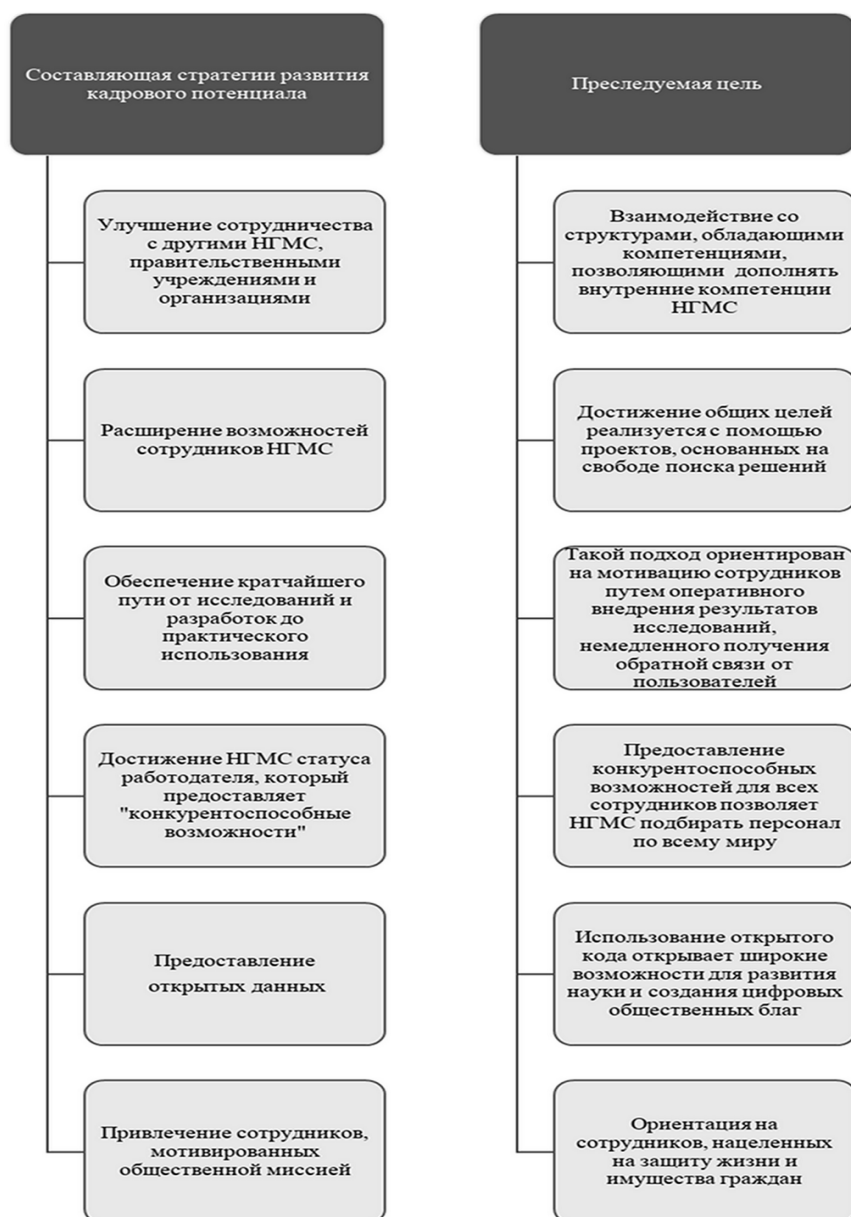 Составляющая стратегии развития
кадрового потенциала
Улучшение сотрудничества
с другими НГМС,
правительственными
учреждениями и
организациями
Расширение возможностей
сотрудников НГМС
Обеспечение кратчайшего
пути от исследований и
разработок до
практического
использования
Достижение НГМС статуса
работодателя, который
предоставляет
"конкурентоспособные
возможности"
Предоставление
открытых данных
Привлечение сотрудников,
мотивированных
общественной миссией
Преследуемая цель
Взаимодействие со
структурами, обладающими
компетенциями,
позволяющими дополнять
внутренние компетенции
НГМС
Достижение общих целей
реализуется с помощью
проектов, основанных на
свободе поиска решений
Такой подход ориентирован
на мотивацию сотрудников
путем оперативного
внедрения результатов
исследований,
немедленного получения
обратной связи от
пользователей
Предоставление
конкурентоспособных
возможностей для всех
сотрудников позволяет
НГМС подбирать персонал
по всему миру
Использование открытого
кода открывает широкие
возможности для развития
науки и создания цифровых
общественных благ
Ориентация на
сотрудников, нацеленных
на защиту жизни и
имущества граждан